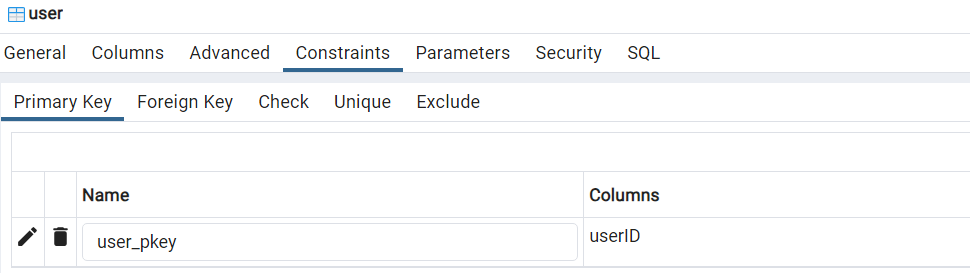 user
General Columns Advanced Constraints Parameters Security SQL
Primary Key Foreign Key Check Unique Exclude
Name Columns
user_pkey userID